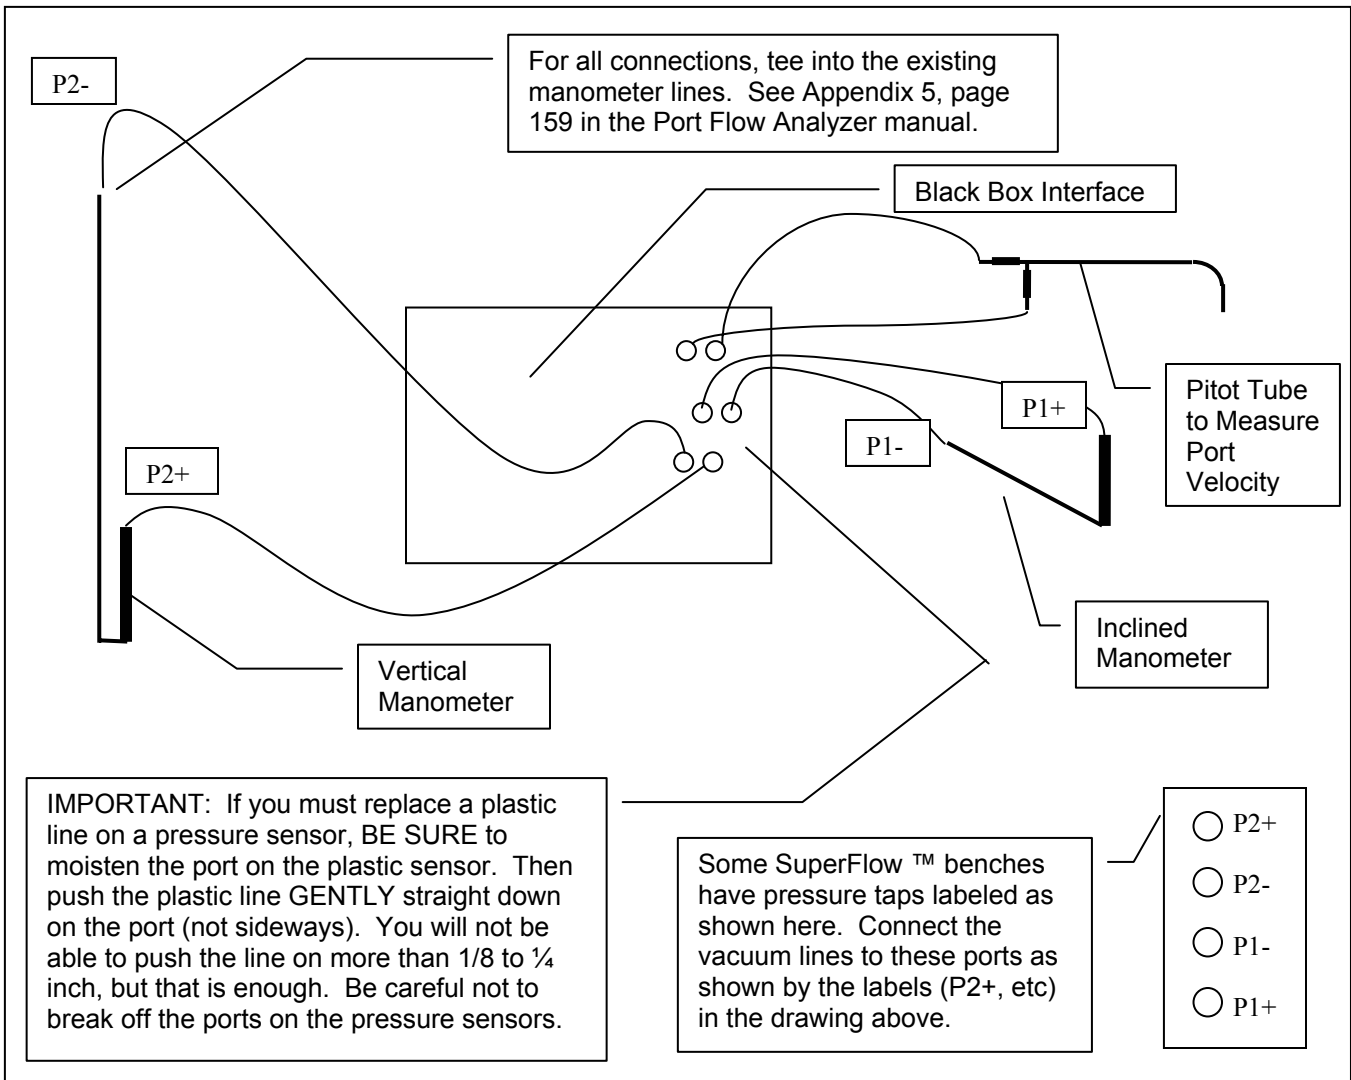 P2-
For all connections, tee into the existing
manometer lines.  See Appendix 5, page
159 in the Port Flow Analyzer manual.
Black Box Interface
Pitot Tube
to Measure
Port
Velocity
P1+
P1-
P2+
Inclined
Manometer
Vertical
Manometer
IMPORTANT:  If you must replace a plastic
line on a pressure sensor, BE SURE to
moisten the port on the plastic sensor.  Then
push the plastic line GENTLY straight down
on the port (not sideways).  You will not be
able to push the line on more than 1/8 to ¼
inch, but that is enough.  Be careful not to
break off the ports on the pressure sensors.
Some SuperFlow ™ benches
have pressure taps labeled as
shown here.  Connect the
vacuum lines to these ports as
shown by the labels (P2+, etc)
in the drawing above.
P2+
P2-
P1-
P1+